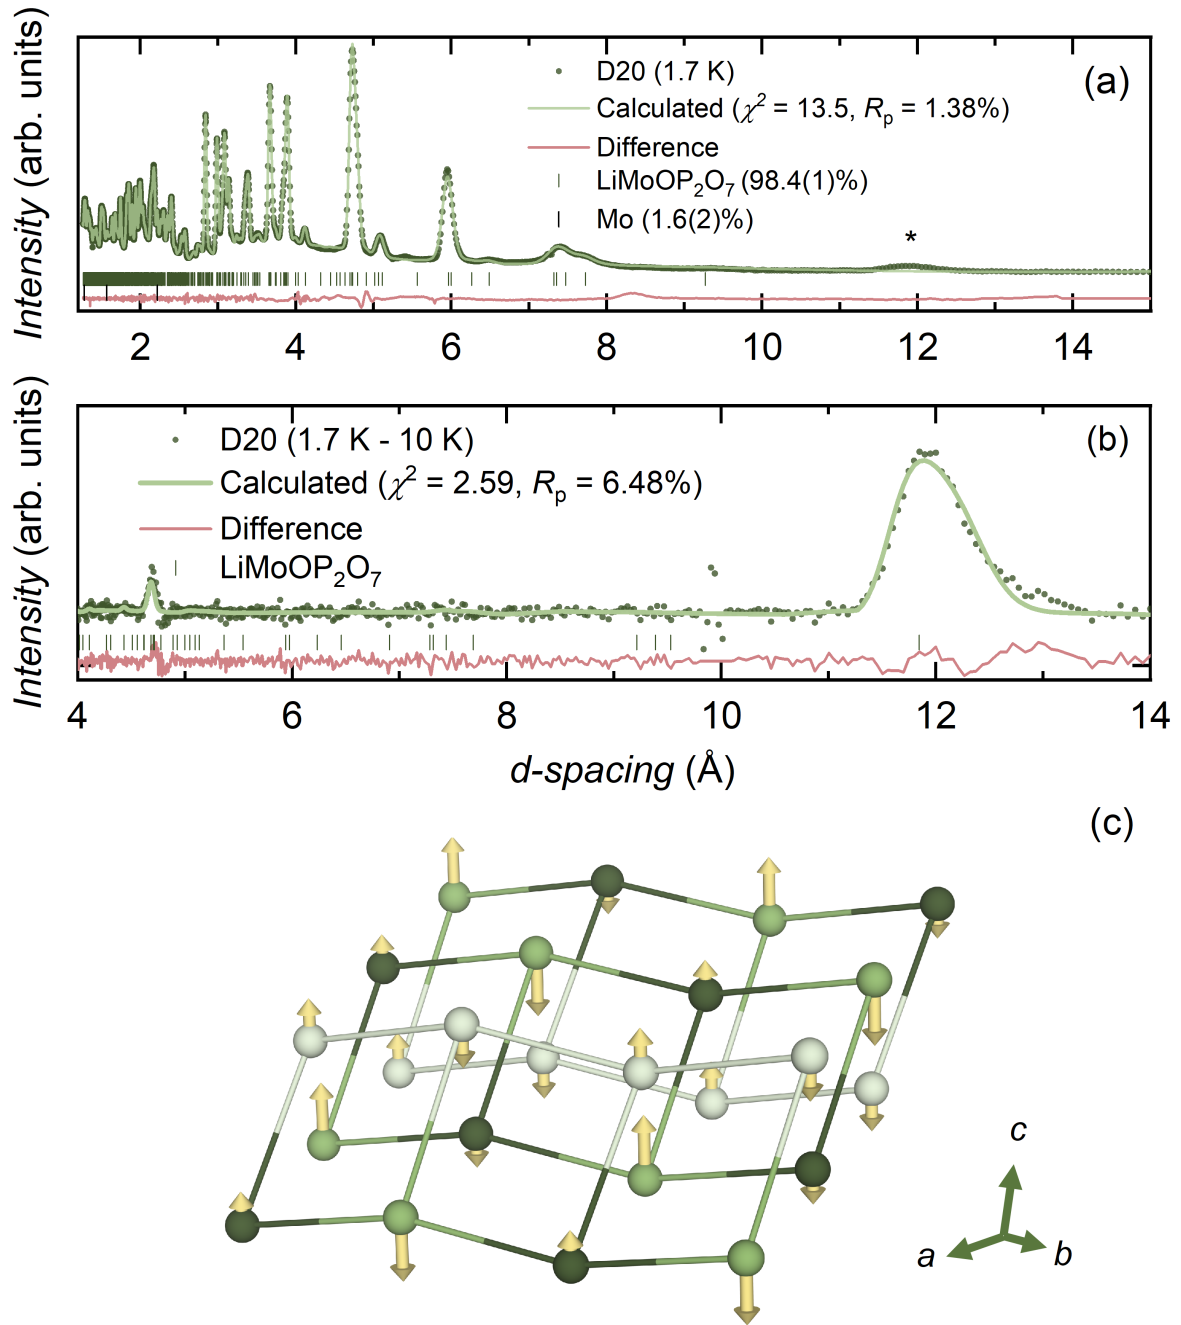 Intensity (arb. units)
(a)
D20 (1.7 K)
Calculated (χ² = 13.5, Rₚ = 1.38%)
Difference
LiMoOP₂O₇ (98.4(1)%)
Mo (1.6(2)%)
*
2 4 6 8 10 12 14
Intensity (arb. units)
(b)
D20 (1.7 K - 10 K)
Calculated (χ² = 2.59, Rₚ = 6.48%)
Difference
LiMoOP₂O₇
4 6 8 10 12 14
d-spacing (Å)
(c)
c
a b